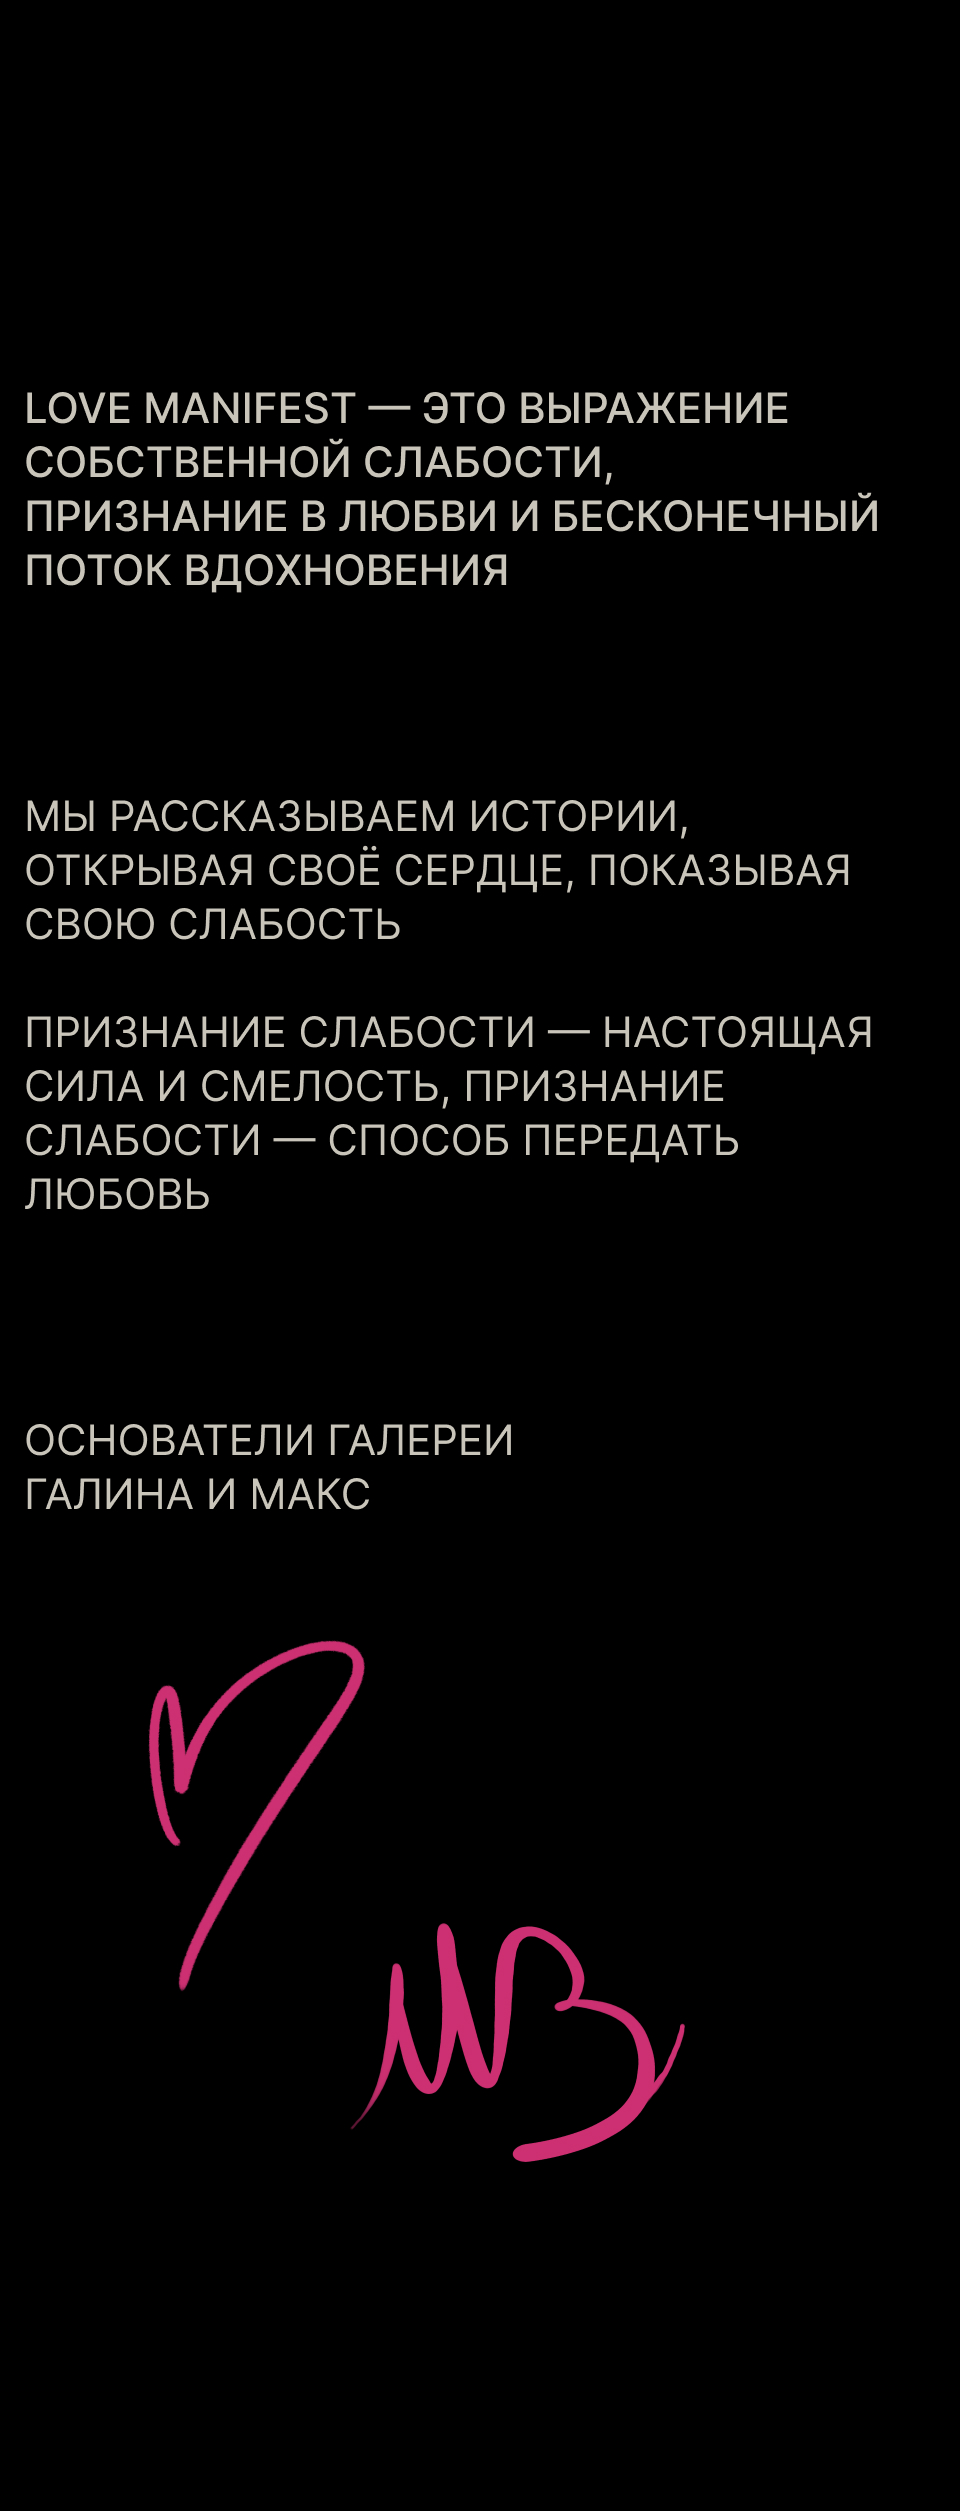 LOVE MANIFEST — ЭТО ВЫРАЖЕНИЕ
СОБСТВЕННОЙ СЛАБОСТИ,
ПРИЗНАНИЕ В ЛЮБВИ И БЕСКОНЕЧНЫЙ
ПОТОК ВДОХНОВЕНИЯ
МЫ РАССКАЗЫВАЕМ ИСТОРИИ,
ОТКРЫВАЯ СВОЁ СЕРДЦЕ, ПОКАЗЫВАЯ
СВОЮ СЛАБОСТЬ
ПРИЗНАНИЕ СЛАБОСТИ — НАСТОЯЩАЯ
СИЛА И СМЕЛОСТЬ, ПРИЗНАНИЕ
СЛАБОСТИ — СПОСОБ ПЕРЕДАТЬ
ЛЮБОВЬ
ОСНОВАТЕЛИ ГАЛЕРЕИ
ГАЛИНА И МАКС